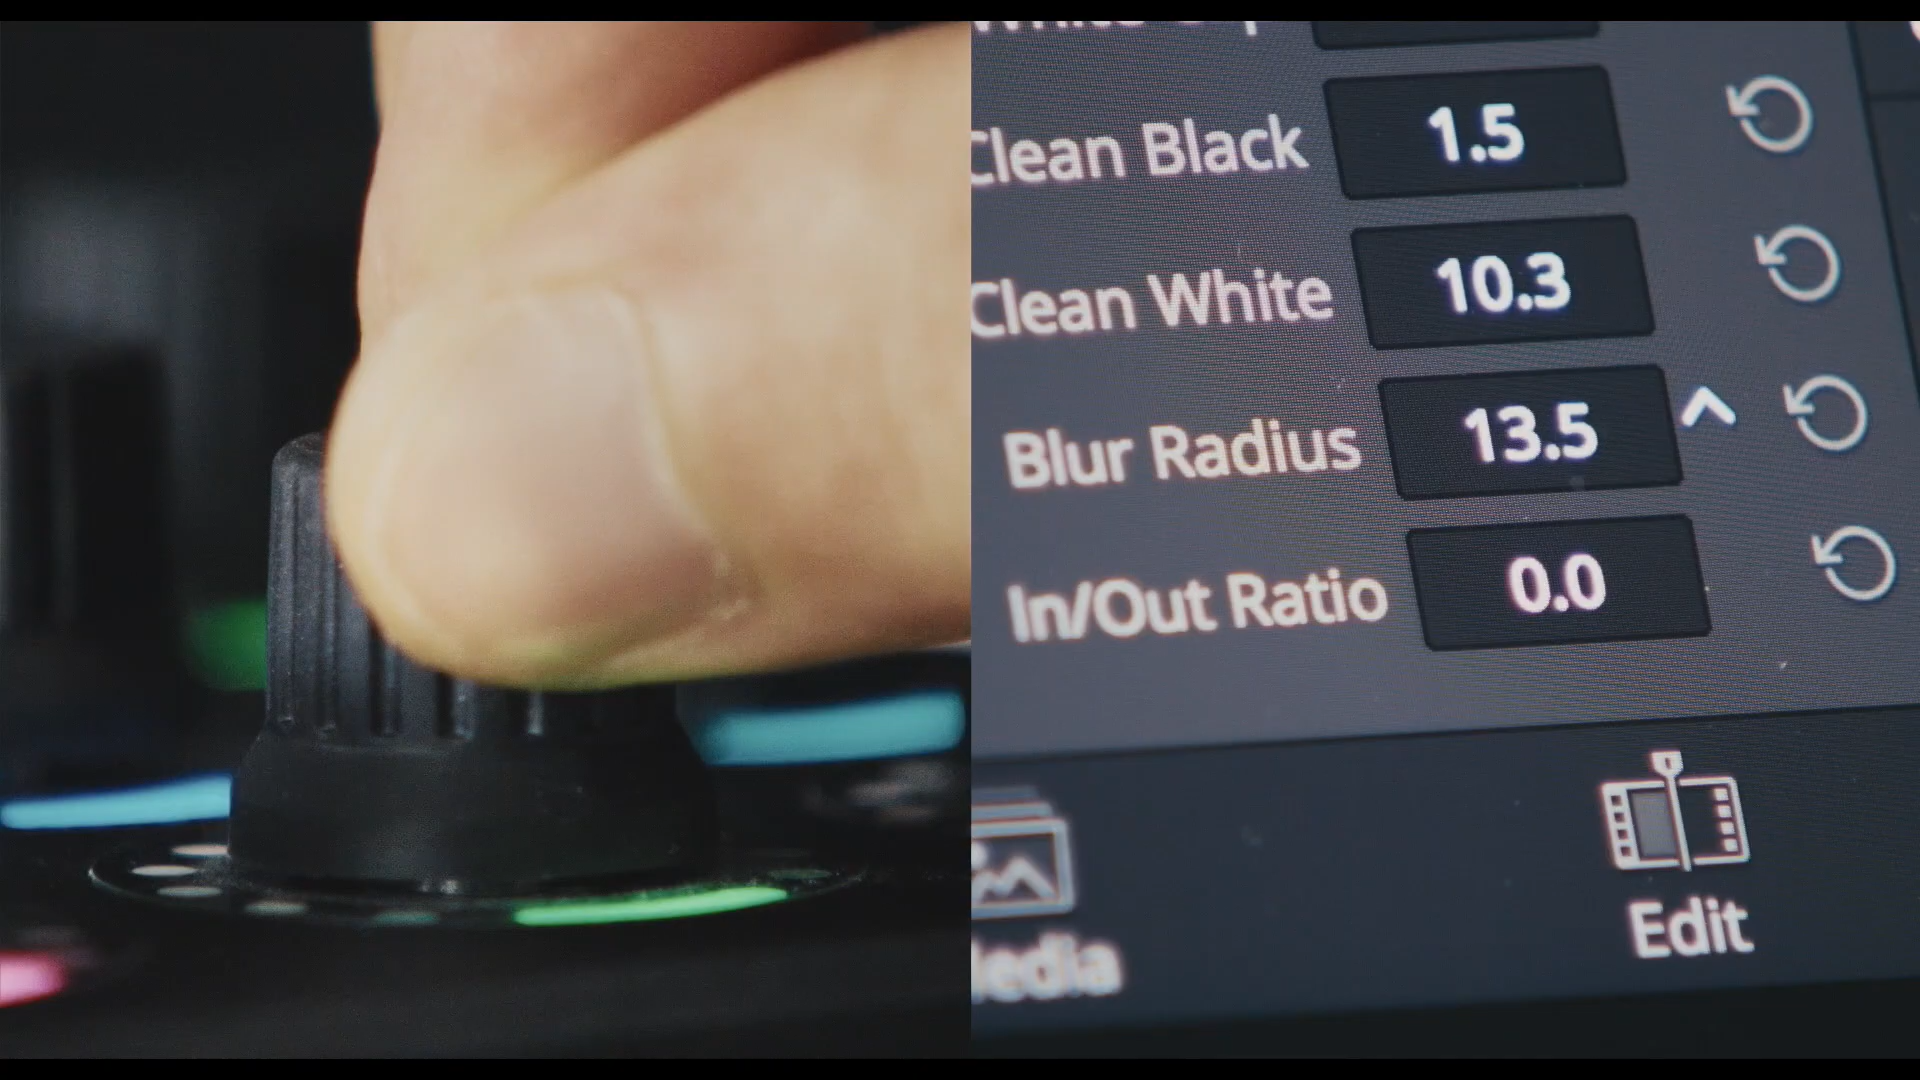 Clean Black 1.5
Clean White 10.3
Blur Radius 13.5
In/Out Ratio 0.0
Edit